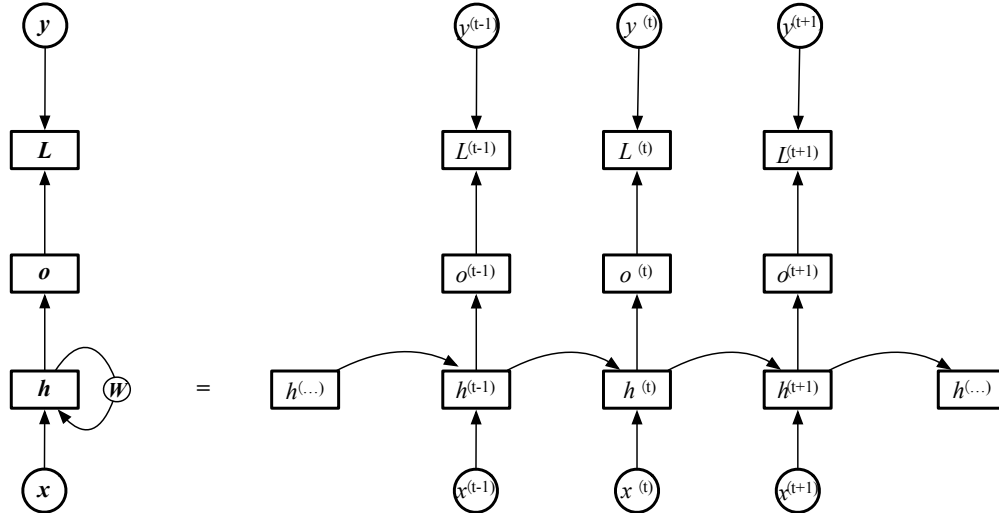 y y(t-1) y (t) y(t+1
L L(t-1) L (t) L(t+1)
o o(t-1) o (t) o(t+1)
h W = h(...) h(t-1) h (t) h(t+1) h(...)
x x(t-1) x (t) x(t+1)